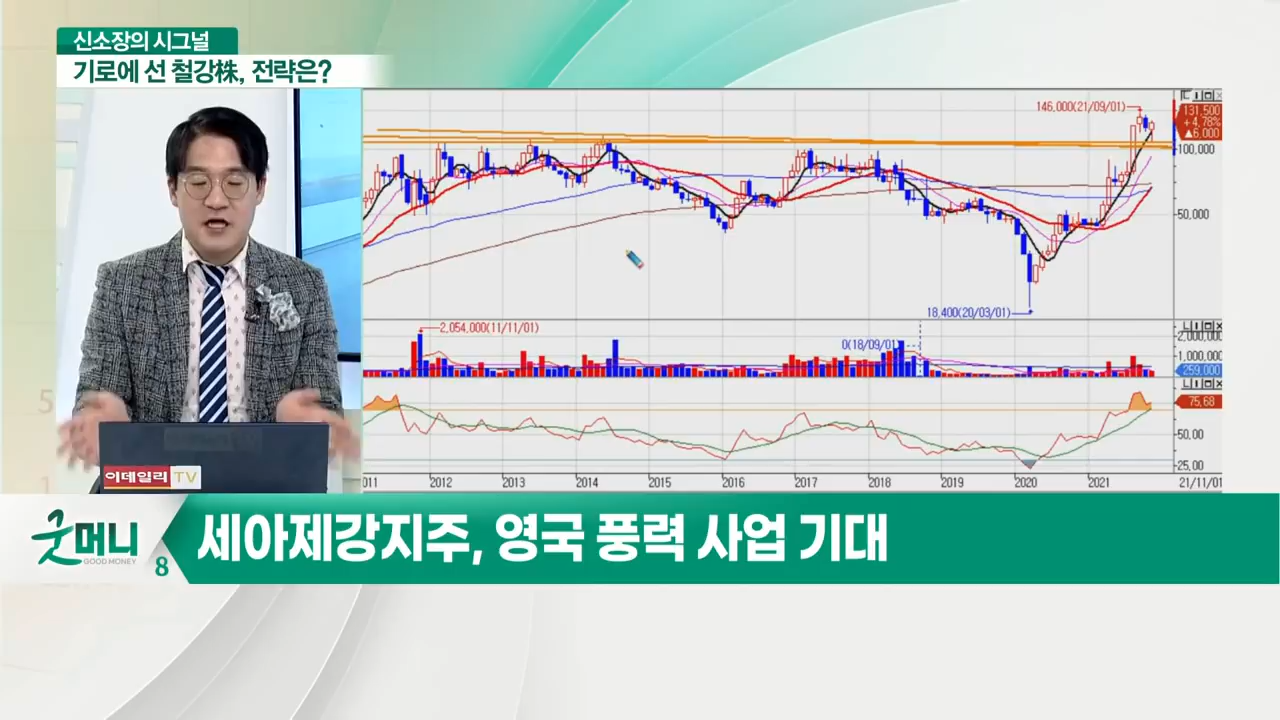 신소장의 시그널
기로에 선 철강株, 전략은?
146,000(21/09/01)
131,500
+4,78%
▲6,000
100,000
50,000
18,400(20/03/01)
2,054,000(11/11/01)
0(18/09/01)
2,000,000
1,000,000
259,000
75,68
50,00
25,00
011 2012 2013 2014 2015 2016 2017 2018 2019 2020 2021 21/11/01
이데일리 TV
굿머니
GOOD MONEY
8
세아제강지주, 영국 풍력 사업 기대